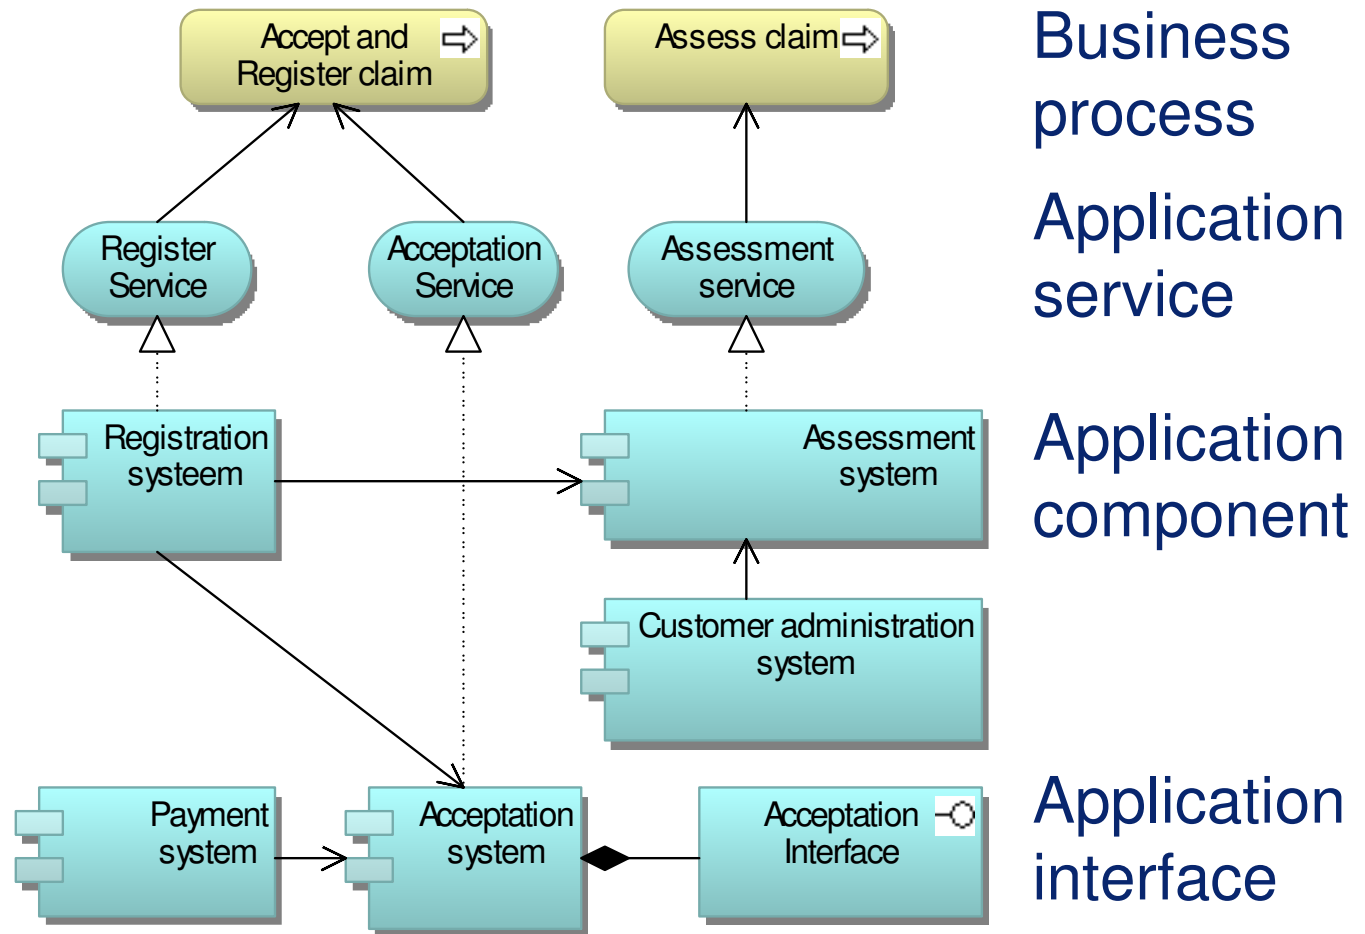 Accept and
Register claim
Assess claim
Business
process
Register
Service
Acceptation
Service
Assessment
service
Application
service
Registration
systeem
Assessment
system
Application
component
Customer administration
system
Payment
system
Acceptation
system
Acceptation
Interface
Application
interface